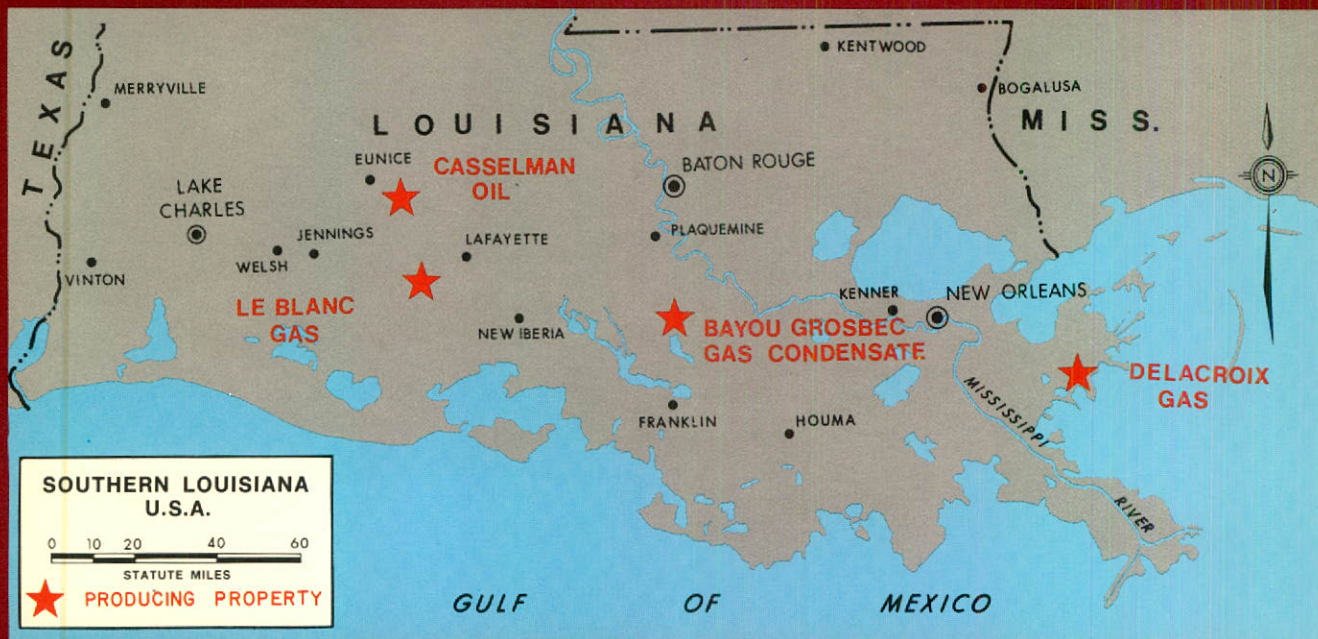 TEXAS
MERRYVILLE
KENTWOOD
BOGALUSA
LOUISIANA
MISS.
EUNICE
CASSELMAN
OIL
BATON ROUGE
LAKE
CHARLES
N
JENNINGS
LAFAYETTE
PLAQUEMINE
WELSH
VINTON
KENNER
NEW ORLEANS
LE BLANC
GAS
NEW IBERIA
BAYOU GROSBEC
GAS CONDENSATE
DELACROIX
GAS
FRANKLIN
HOUMA
MISSISSIPPI
RIVER
SOUTHERN LOUISIANA
U.S.A.
0 10 20 40 60
STATUTE MILES
PRODUCING PROPERTY
GULF OF MEXICO